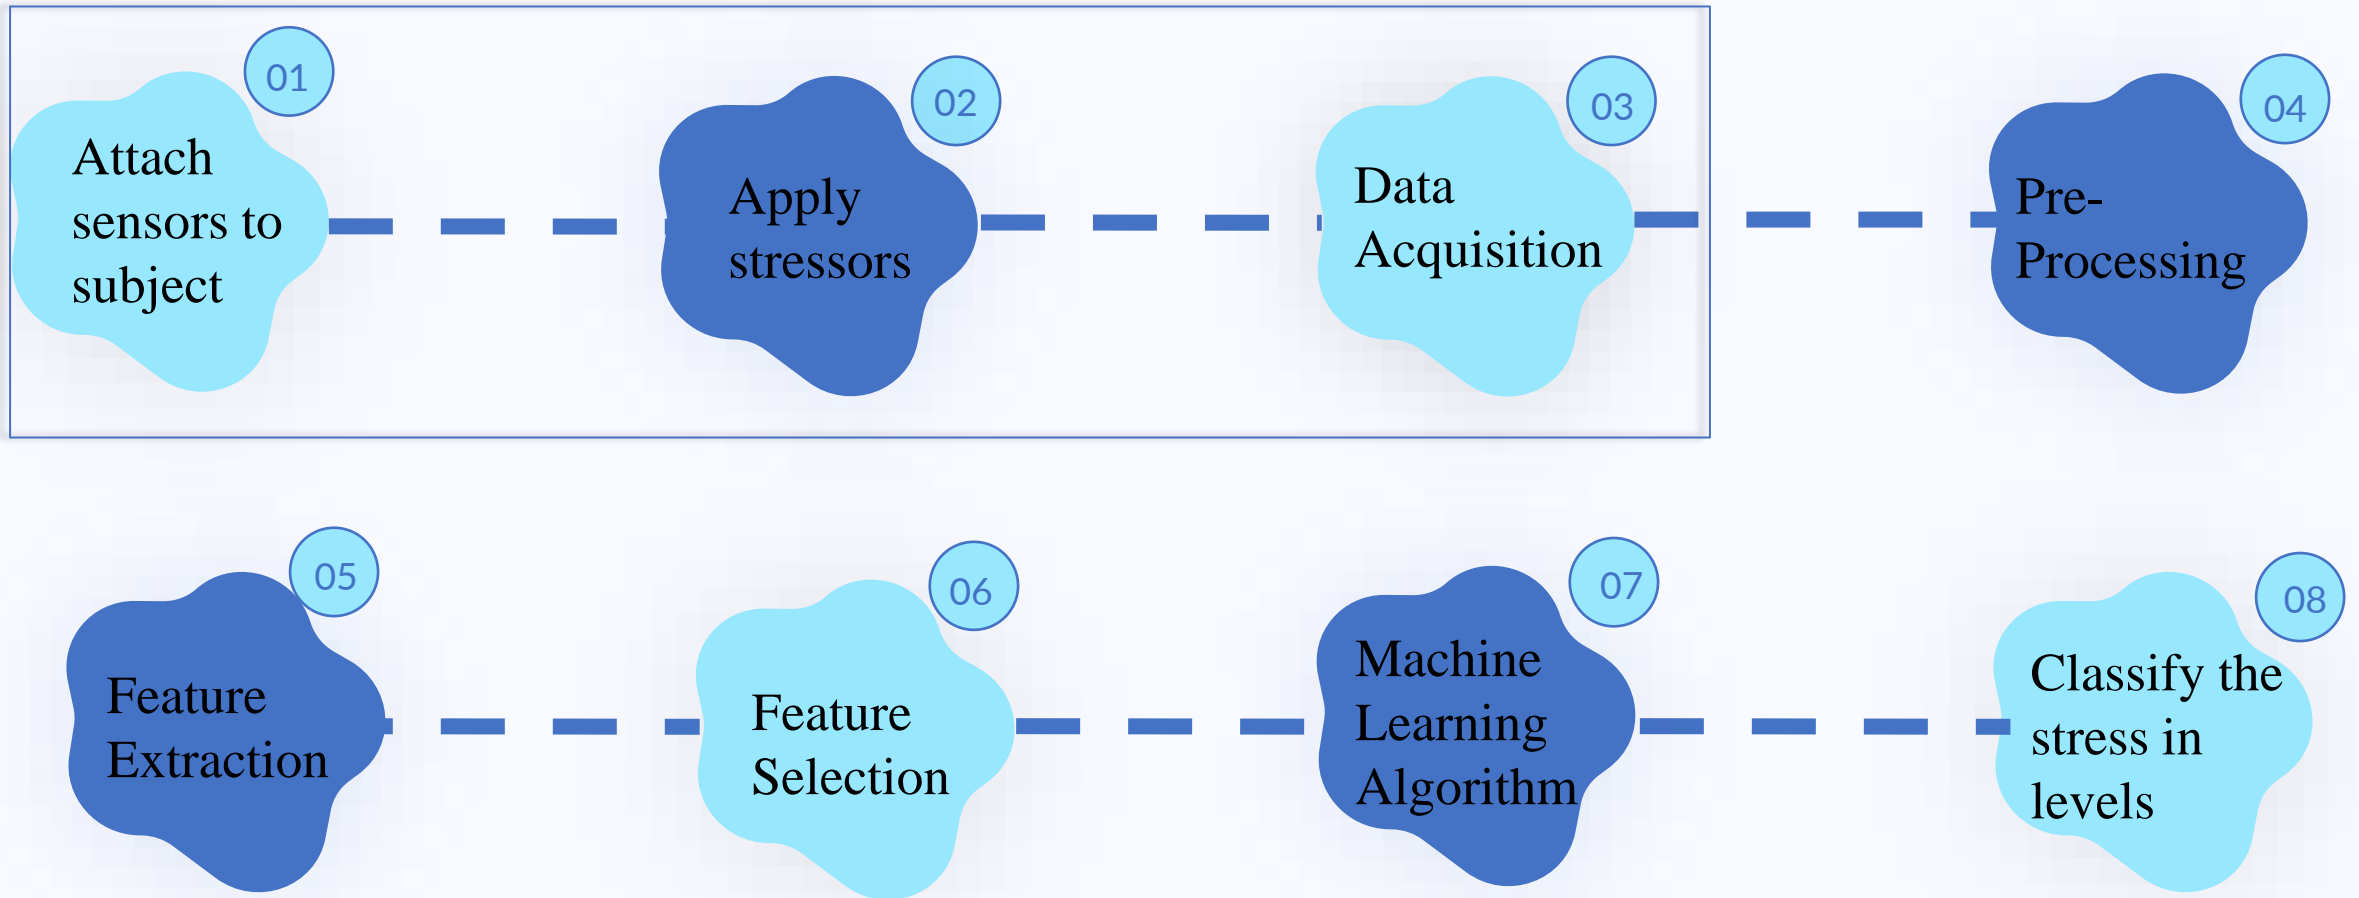 01
Attach
sensors to
subject
02
Apply
stressors
03
Data
Acquisition
04
Pre-
Processing
05
Feature
Extraction
06
Feature
Selection
07
Machine
Learning
Algorithm
08
Classify the
stress in
levels